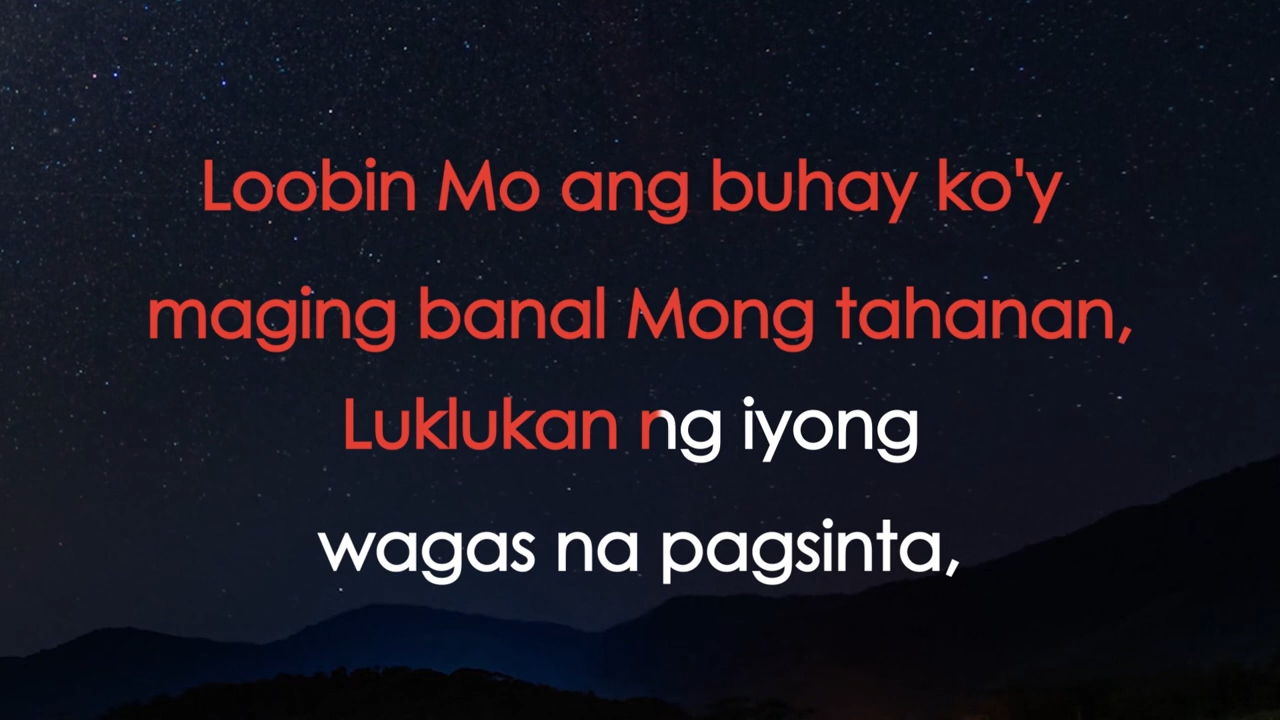 Loobin Mo ang buhay ko'y
maging banal Mong tahanan,
Luklukan ng iyong
wagas na pagsinta,